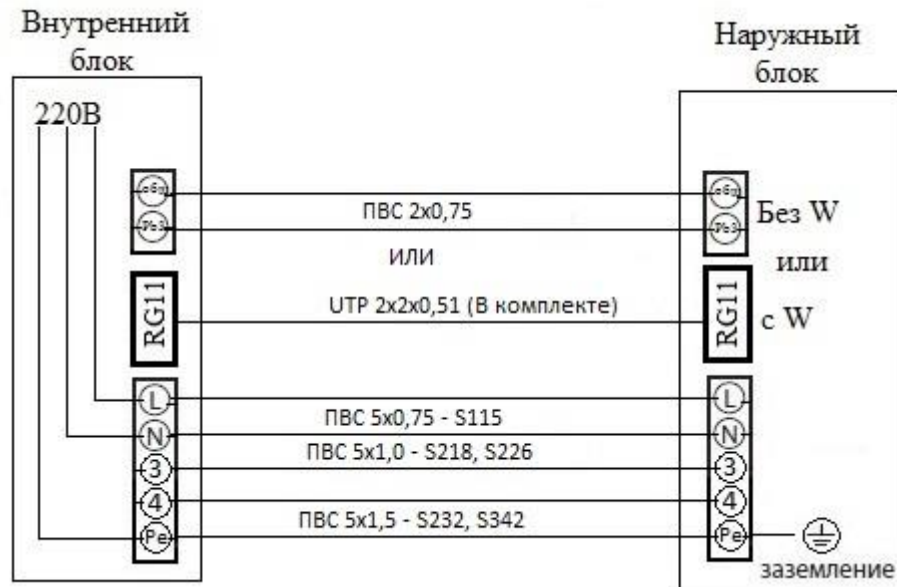 Внутренний
блок
Наружный
блок
220В
ПВС 2х0,75
Без W
ИЛИ
или
RG11
UTP 2x2x0,51 (В комплекте)
RG11
с W
L
L
ПВС 5х0,75 - S115
N
N
ПВС 5х1,0 - S218, S226
3
3
4
4
ПВС 5х1,5 - S232, S342
Pe
Pe
заземление